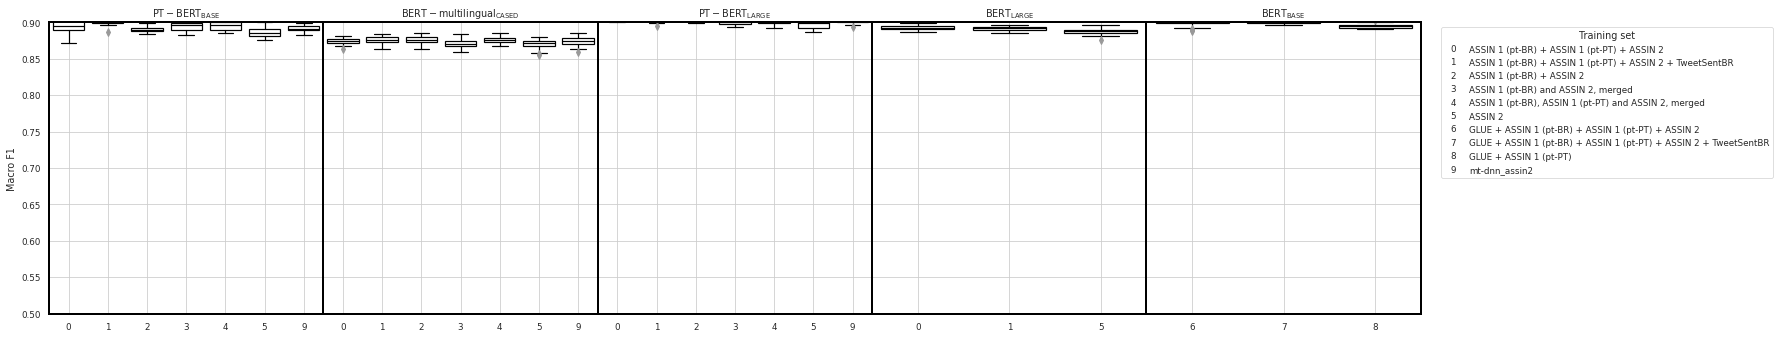 PT − BERT_BASE
BERT − multilingual_CASED
PT − BERT_LARGE
BERT_LARGE
BERT_BASE
Macro F1
0.90
0.85
0.80
0.75
0.70
0.65
0.60
0.55
0.50
0 1 2 3 4 5 9
0 1 2 3 4 5 9
0 1 2 3 4 5 9
0 1 5
6 7 8
Training set
0 ASSIN 1 (pt-BR) + ASSIN 1 (pt-PT) + ASSIN 2
1 ASSIN 1 (pt-BR) + ASSIN 1 (pt-PT) + ASSIN 2 + TweetSentBR
2 ASSIN 1 (pt-BR) + ASSIN 2
3 ASSIN 1 (pt-BR) and ASSIN 2, merged
4 ASSIN 1 (pt-BR), ASSIN 1 (pt-PT) and ASSIN 2, merged
5 ASSIN 2
6 GLUE + ASSIN 1 (pt-BR) + ASSIN 1 (pt-PT) + ASSIN 2
7 GLUE + ASSIN 1 (pt-BR) + ASSIN 1 (pt-PT) + ASSIN 2 + TweetSentBR
8 GLUE + ASSIN 1 (pt-PT)
9 mt-dnn_assin2